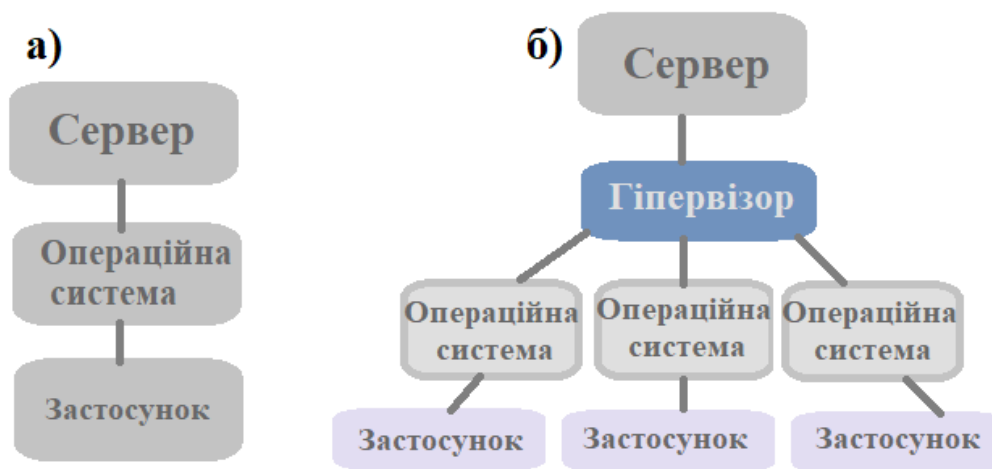 а)
Сервер
Операційна
система
Застосунок
б)
Сервер
Гіпервізор
Операційна
система
Операційна
система
Операційна
система
Застосунок
Застосунок
Застосунок